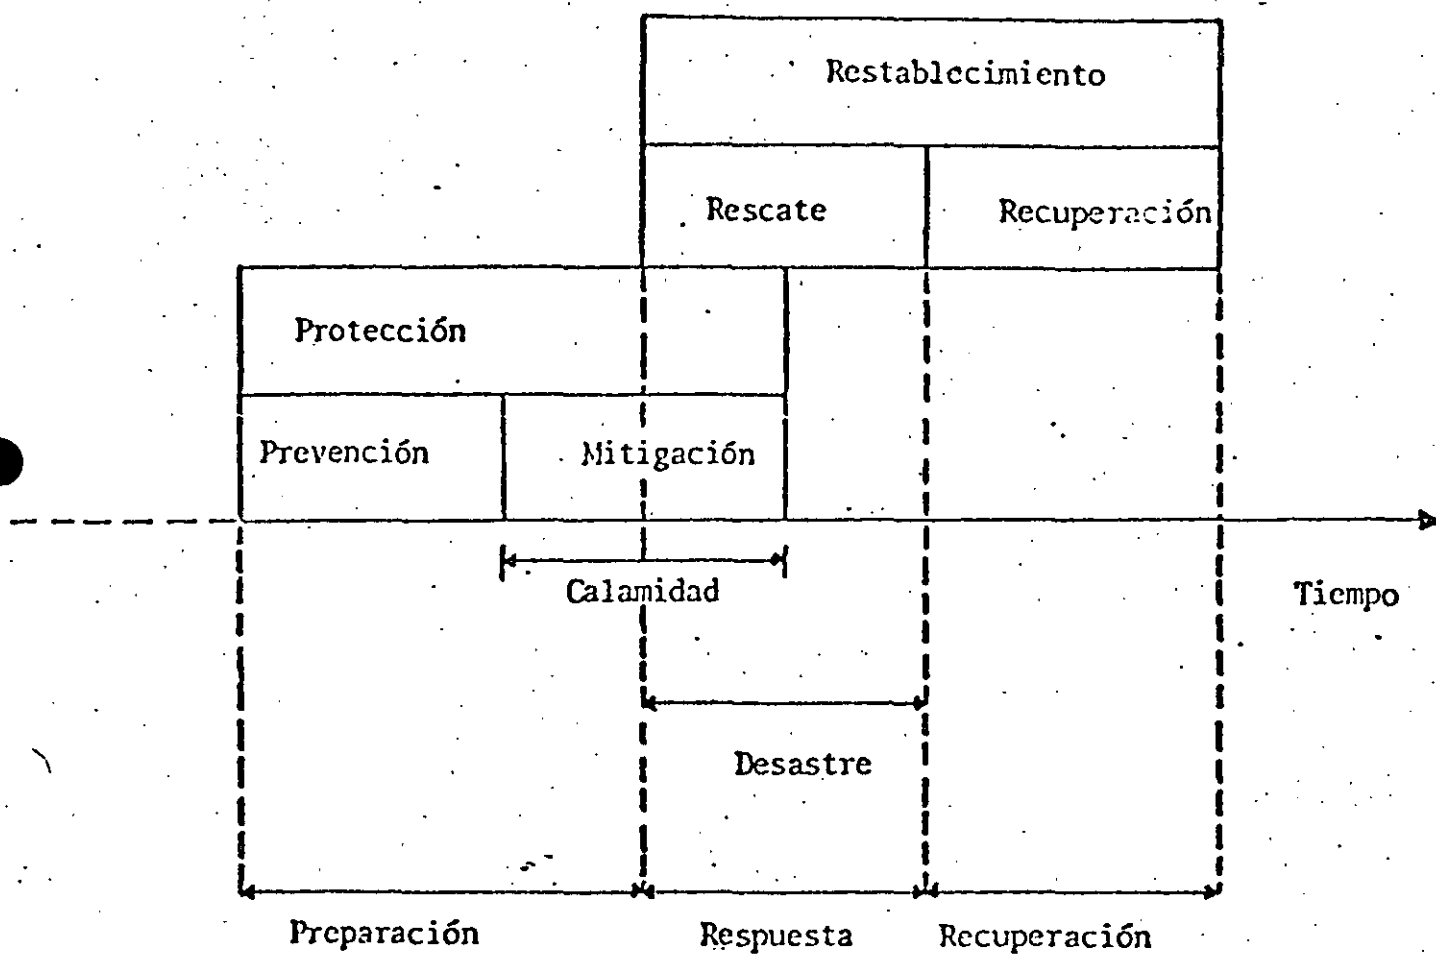 Restablecimiento
Rescate
Recuperación
Protección
Prevención
Mitigación
Calamidad
Tiempo
Desastre
Preparación
Respuesta
Recuperación